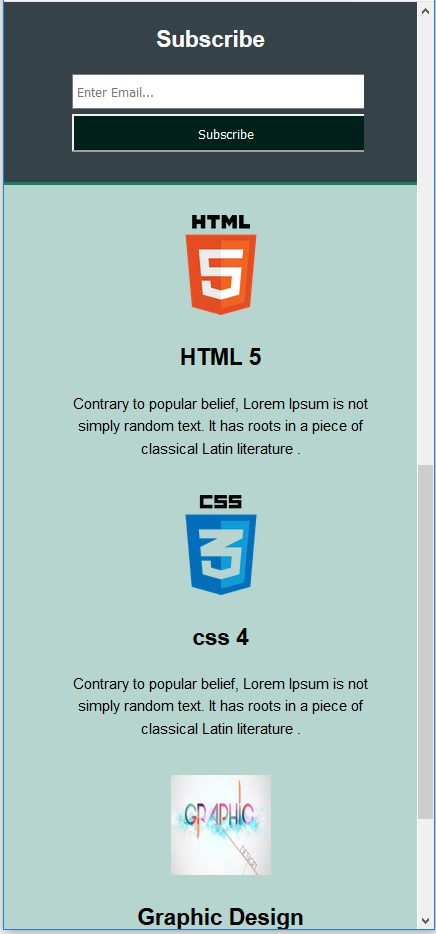 Subscribe
Enter Email...
Subscribe
HTML
5
HTML 5
Contrary to popular belief, Lorem Ipsum is not
simply random text. It has roots in a piece of
classical Latin literature .
CSS
3
css 4
Contrary to popular belief, Lorem Ipsum is not
simply random text. It has roots in a piece of
classical Latin literature .
GRAPHIC
DESIGN
Graphic Design